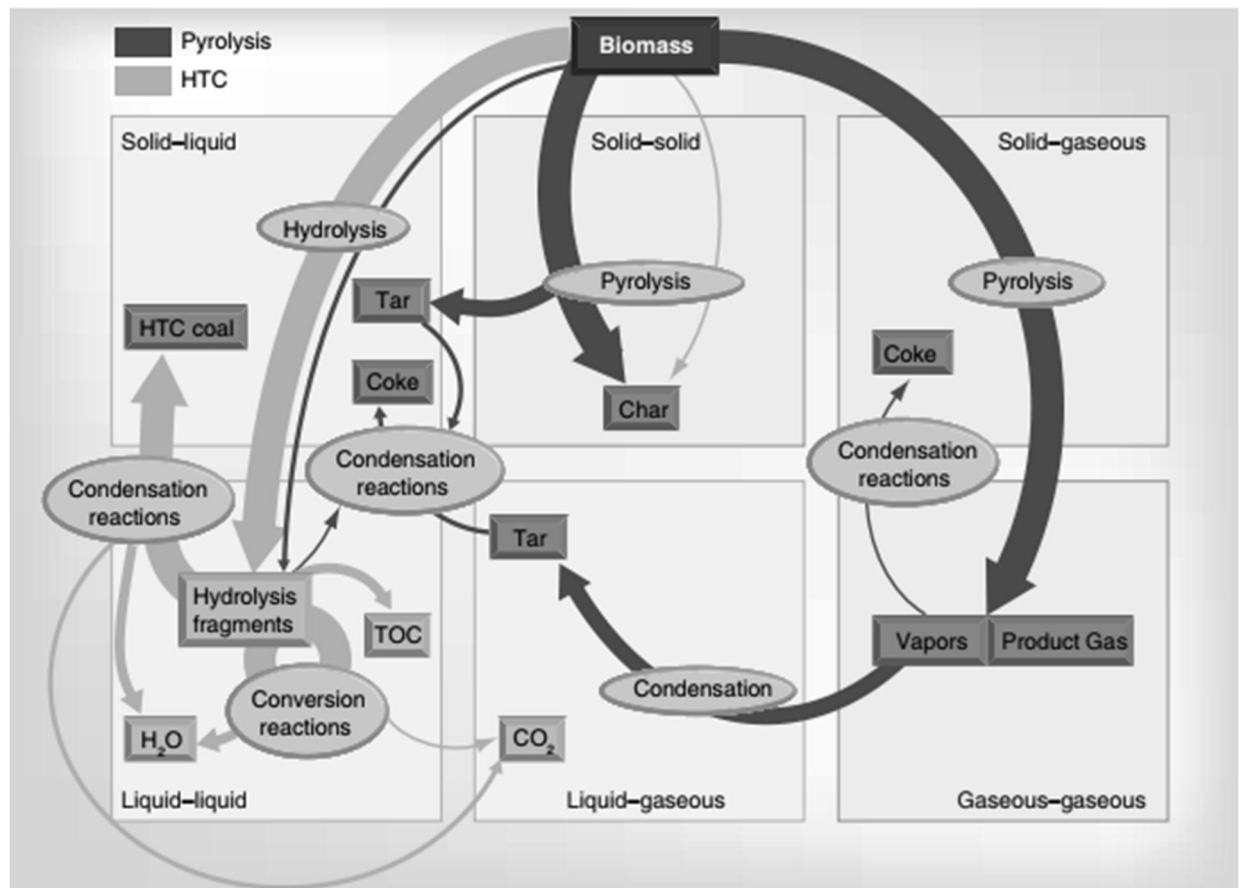 Pyrolysis
HTC
Biomass
Solid–liquid
Solid–solid
Solid–gaseous
Hydrolysis
Tar
Pyrolysis
Pyrolysis
HTC coal
Coke
Coke
Char
Condensation
reactions
Condensation
reactions
Condensation
reactions
Tar
Hydrolysis
fragments
TOC
Vapors
Product Gas
Conversion
reactions
Condensation
H₂O
CO₂
Liquid–liquid
Liquid–gaseous
Gaseous–gaseous